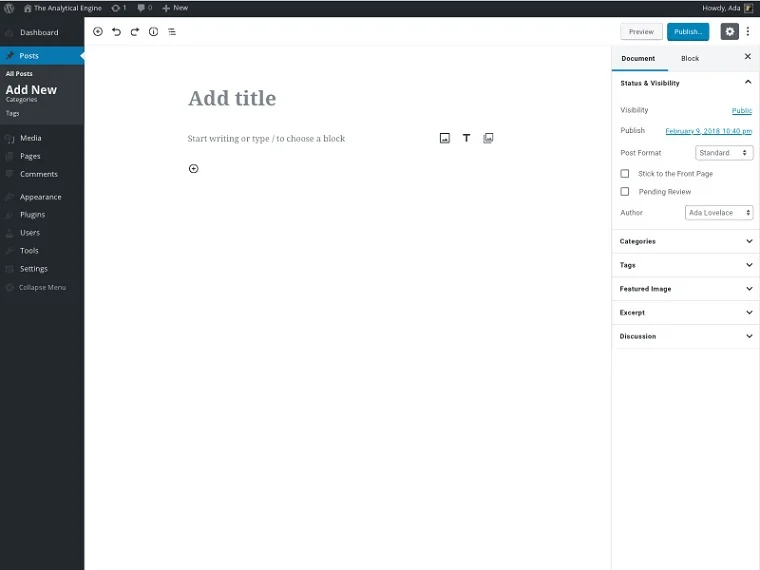 The Analytical Engine 1 0 New Howdy, Ada
Dashboard
Posts
All Posts
Add New
Categories
Tags
Media
Pages
Comments
Appearance
Plugins
Users
Tools
Settings
Collapse Menu
Preview Publish...
Add title
Start writing or type / to choose a block T
Document Block
Status & Visibility
Visibility Public
Publish February 9, 2018 10:40 pm
Post Format Standard
Stick to the Front Page
Pending Review
Author Ada Lovelace
Categories
Tags
Featured Image
Excerpt
Discussion